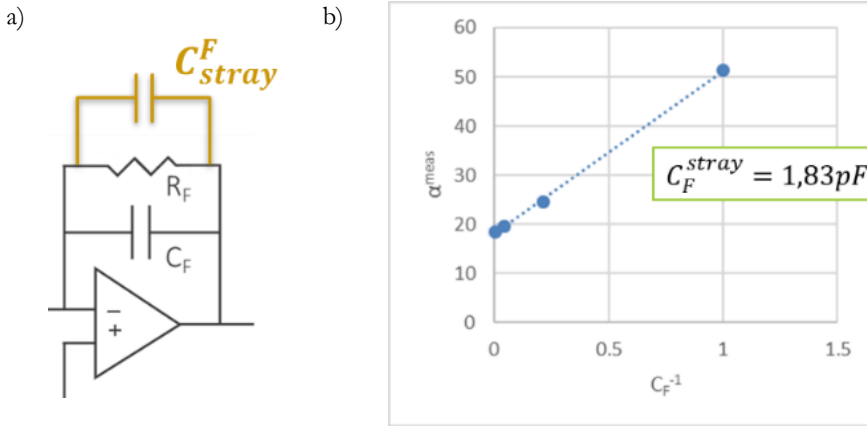 a)
b)
C^F_stray
R_F
C_F
−
+
α^meas
60
50
40
30
20
10
0
C_F^stray = 1,83pF
0
0.5
1
1.5
C_F^-1